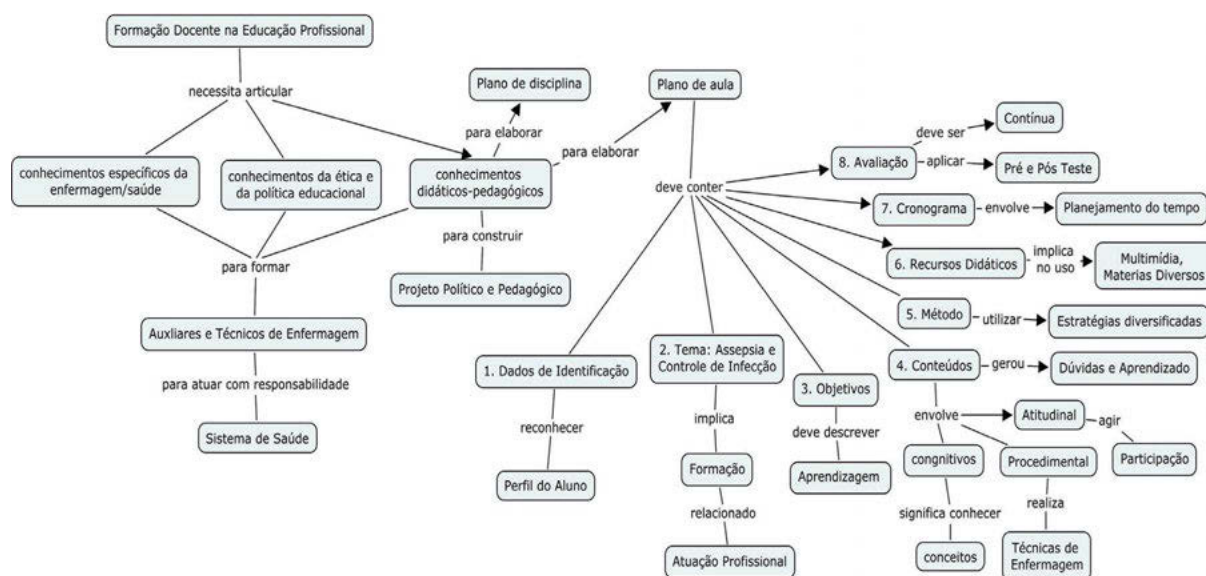 Formação Docente na Educação Profissional
necessita articular
conhecimentos específicos da
enfermagem/saúde
conhecimentos da ética e
da política educacional
conhecimentos
didáticos-pedagógicos
para elaborar
Plano de disciplina
para elaborar
Plano de aula
para construir
Projeto Político e Pedagógico
para formar
Auxliares e Técnicos de Enfermagem
para atuar com responsabilidade
Sistema de Saúde
deve conter
1. Dados de Identificação
reconhecer
Perfil do Aluno
2. Tema: Assepsia e
Controle de Infecção
implica
Formação
relacionado
Atuação Profissional
3. Objetivos
deve descrever
Aprendizagem
4. Conteúdos
gerou
Dúvidas e Aprendizado
envolve
Atitudinal
agir
Participação
congnitivos
significa conhecer
conceitos
Procedimental
realiza
Técnicas de
Enfermagem
5. Método
utilizar
Estratégias diversificadas
6. Recursos Didáticos
implica
no uso
Multimídia,
Materias Diversos
7. Cronograma
envolve
Planejamento do tempo
8. Avaliação
deve ser
Contínua
aplicar
Pré e Pós Teste